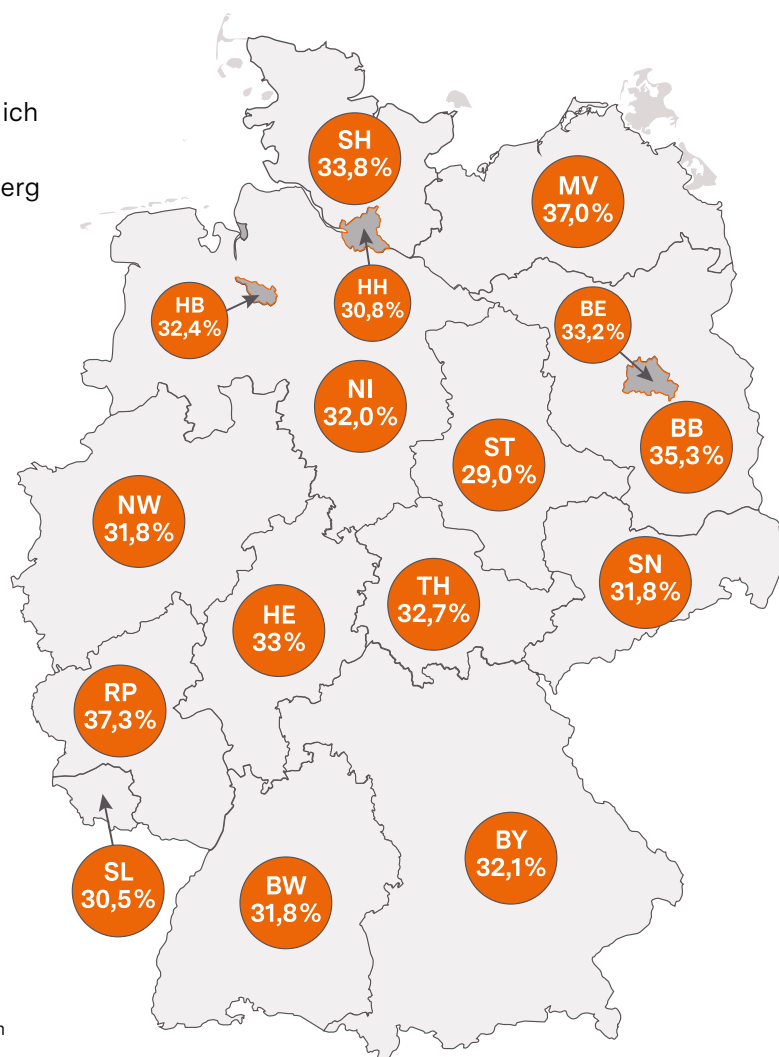 ich
erg
SH
33,8%
MV
37,0%
HB
32,4%
HH
30,8%
BE
33,2%
NI
32,0%
ST
29,0%
BB
35,3%
NW
31,8%
SN
31,8%
TH
32,7%
HE
33%
RP
37,3%
SL
30,5%
BW
31,8%
BY
32,1%
n